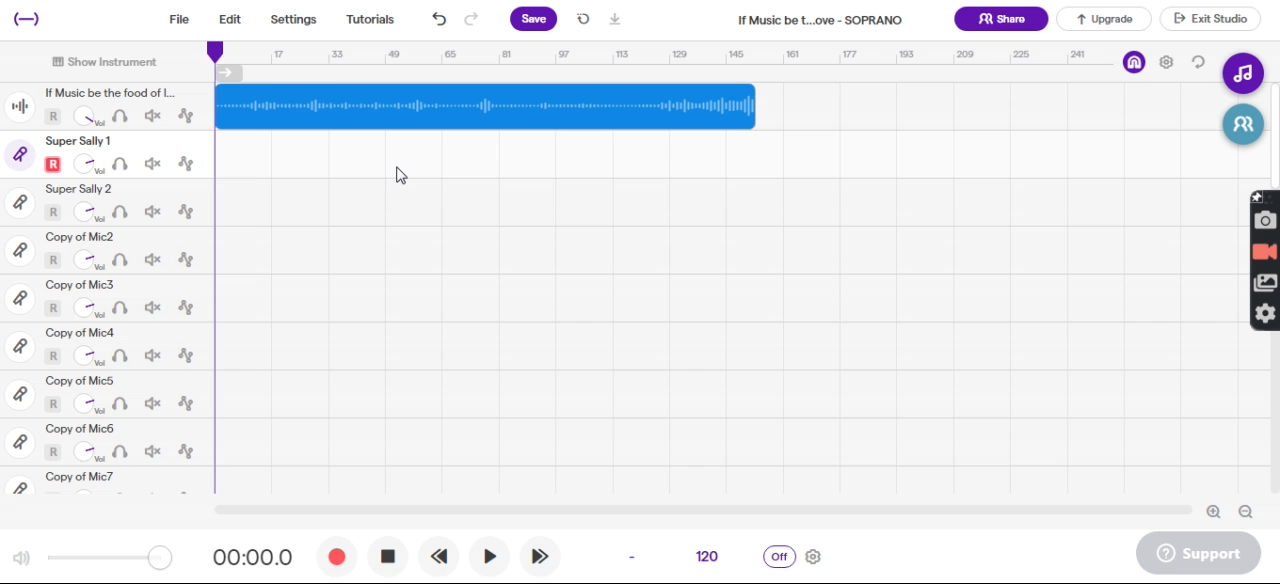 File Edit Settings Tutorials Save If Music be t...ove - SOPRANO Share Upgrade Exit Studio
Show Instrument 17 33 49 65 81 97 113 129 145 161 177 193 209 225 241
If Music be the food of l...
R Vol
Super Sally 1
R Vol
Super Sally 2
R Vol
Copy of Mic2
R Vol
Copy of Mic3
R Vol
Copy of Mic4
R Vol
Copy of Mic5
R Vol
Copy of Mic6
R Vol
Copy of Mic7
00:00.0 - 120 Off Support